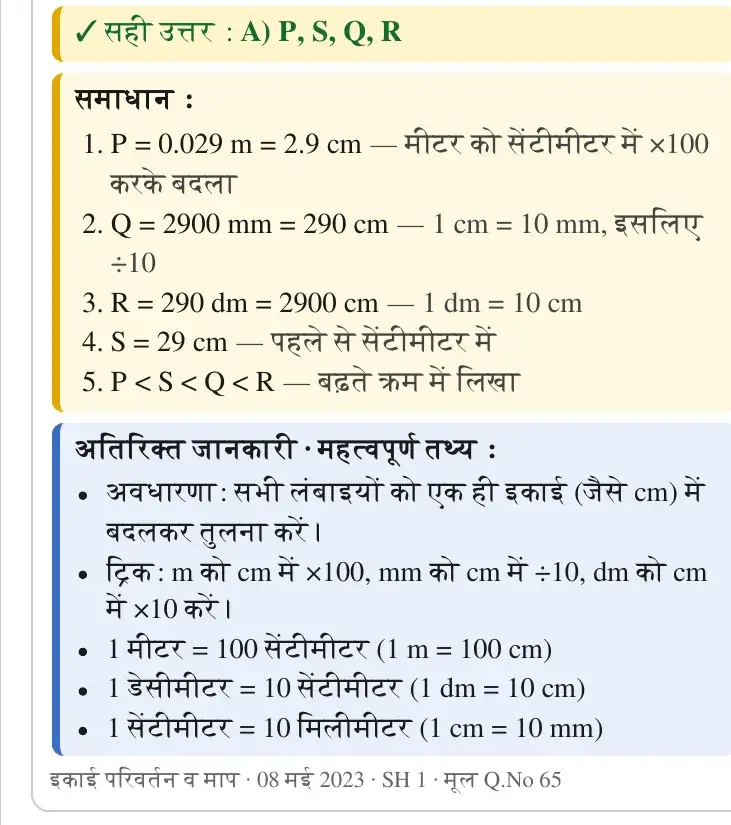 ✓ सही उत्तर : A) P, S, Q, R
समाधान :
1. P = 0.029 m = 2.9 cm — मीटर को सेंटीमीटर में ×100
करके बदला
2. Q = 2900 mm = 290 cm — 1 cm = 10 mm, इसलिए
÷10
3. R = 290 dm = 2900 cm — 1 dm = 10 cm
4. S = 29 cm — पहले से सेंटीमीटर में
5. P < S < Q < R — बढ़ते क्रम में लिखा
अतिरिक्त जानकारी · महत्वपूर्ण तथ्य :
• अवधारणा : सभी लंबाइयों को एक ही इकाई (जैसे cm) में
बदलकर तुलना करें।
• ट्रिक : m को cm में ×100, mm को cm में ÷10, dm को cm
में ×10 करें।
• 1 मीटर = 100 सेंटीमीटर (1 m = 100 cm)
• 1 डेसीमीटर = 10 सेंटीमीटर (1 dm = 10 cm)
• 1 सेंटीमीटर = 10 मिलीमीटर (1 cm = 10 mm)
इकाई परिवर्तन व माप · 08 मई 2023 · SH 1 · मूल Q.No 65